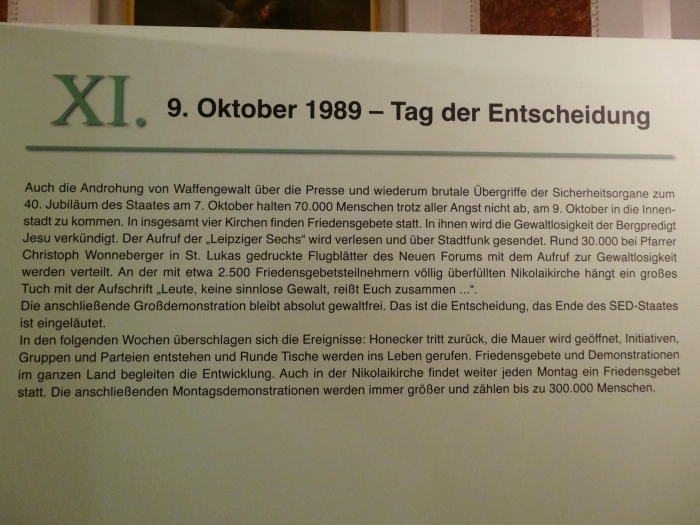 XI. 9. Oktober 1989 – Tag der Entscheidung
Auch die Androhung von Waffengewalt über die Presse und wiederum brutale Übergriffe der Sicherheitsorgane zum
40. Jubiläum des Staates am 7. Oktober halten 70.000 Menschen trotz aller Angst nicht ab, am 9. Oktober in die Innen-
stadt zu kommen. In insgesamt vier Kirchen finden Friedensgebete statt. In ihnen wird die Gewaltlosigkeit der Bergpredigt
Jesu verkündigt. Der Aufruf der „Leipziger Sechs“ wird verlesen und über Stadtfunk gesendet. Rund 30.000 bei Pfarrer
Christoph Wonneberger in St. Lukas gedruckte Flugblätter des Neuen Forums mit dem Aufruf zur Gewaltlosigkeit
werden verteilt. An der mit etwa 2.500 Friedensgebetsteilnehmern völlig überfüllten Nikolaikirche hängt ein großes
Tuch mit der Aufschrift „Leute, keine sinnlose Gewalt, reißt Euch zusammen ...“.
Die anschließende Großdemonstration bleibt absolut gewaltfrei. Das ist die Entscheidung, das Ende des SED-Staates
ist eingeläutet.
In den folgenden Wochen überschlagen sich die Ereignisse: Honecker tritt zurück, die Mauer wird geöffnet, Initiativen,
Gruppen und Parteien entstehen und Runde Tische werden ins Leben gerufen. Friedensgebete und Demonstrationen
im ganzen Land begleiten die Entwicklung. Auch in der Nikolaikirche findet weiter jeden Montag ein Friedensgebet
statt. Die anschließenden Montagsdemonstrationen werden immer größer und zählen bis zu 300.000 Menschen.